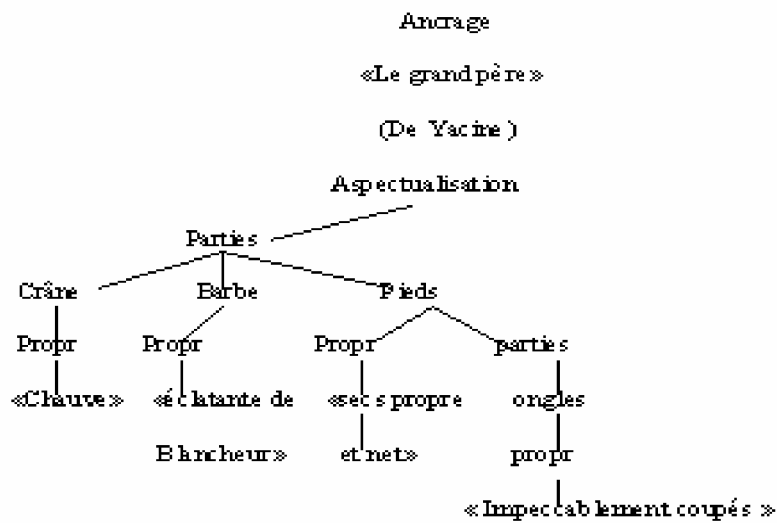 Ancrage
«Le grand père»
(De Yacine)
Aspectualisation
Parties
Crâne Barbe Pieds
Propr Propr Propr parties
«Chauve» «éclatante de «secs propre ongles
Blancheur» et net» propr
«Impeccablement coupés »